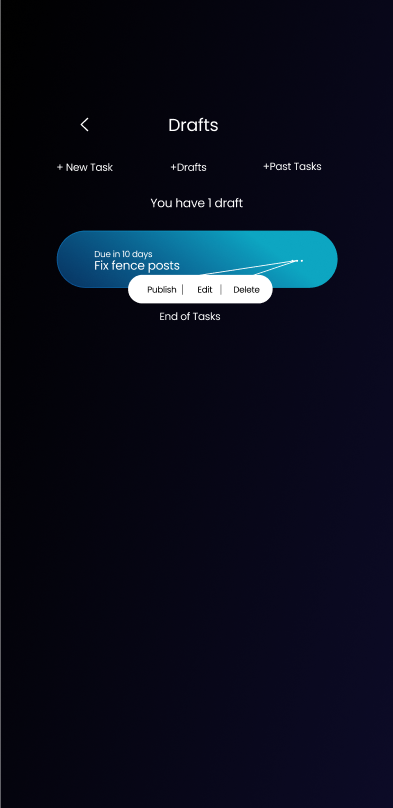 Drafts
+ New Task
+Drafts
+Past Tasks
You have 1 draft
Due in 10 days
Fix fence posts
Publish | Edit | Delete
End of Tasks